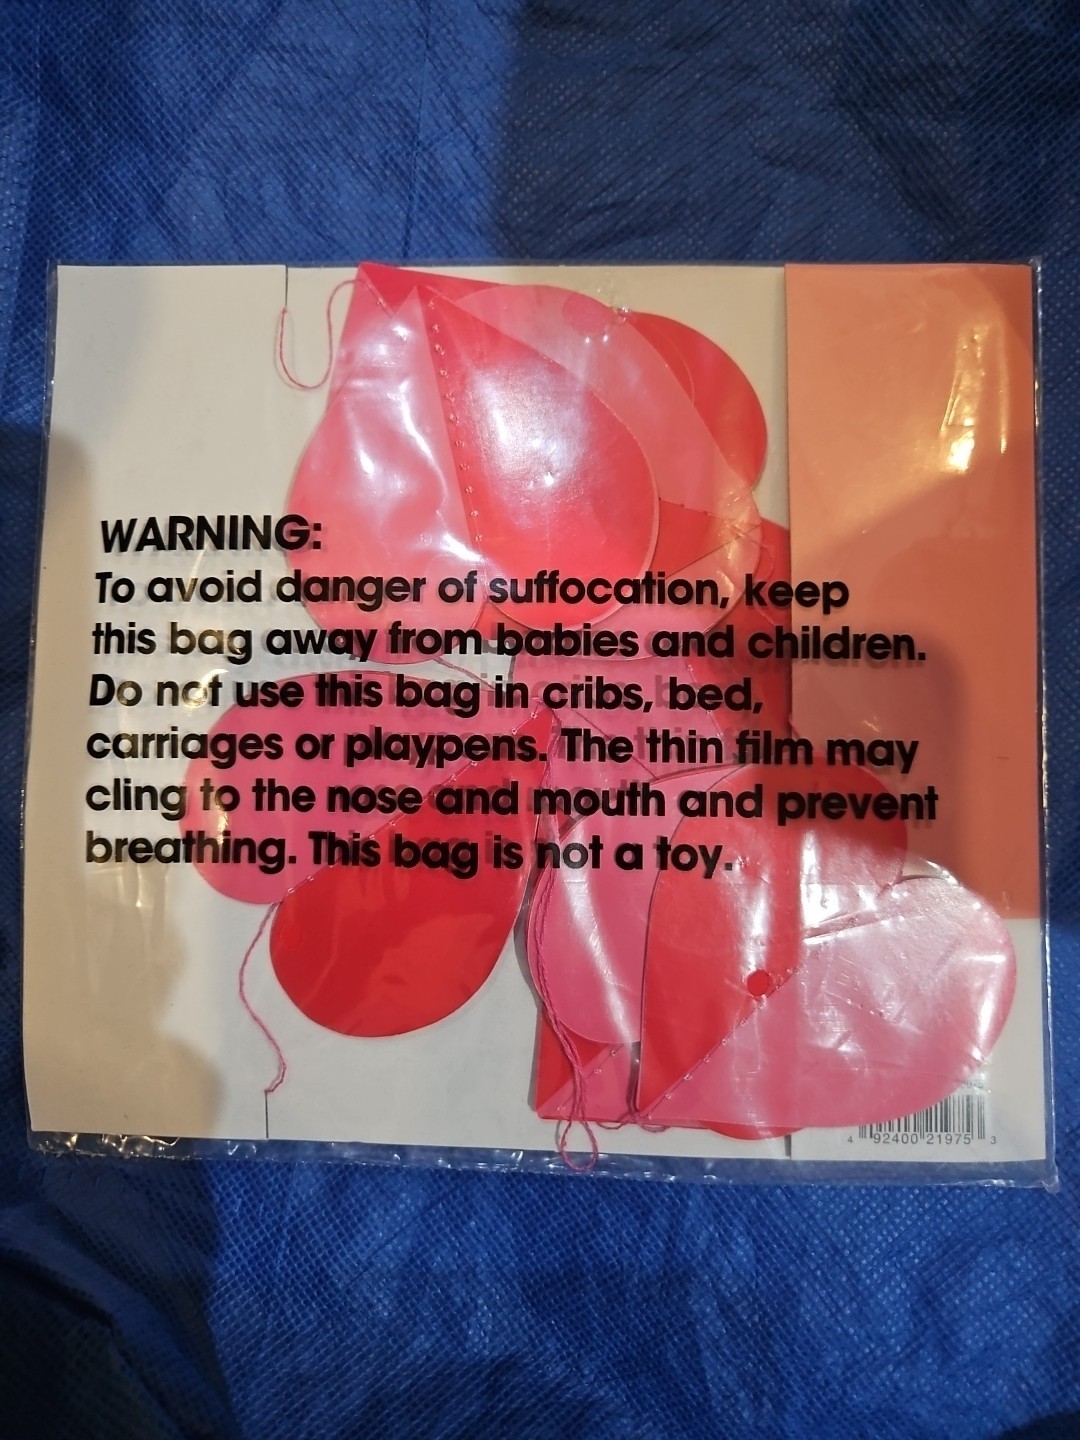 WARNING:
To avoid danger of suffocation, keep
this bag away from babies and children.
Do not use this bag in cribs, bed,
carriages or playpens. The thin film may
cling to the nose and mouth and prevent
breathing. This bag is not a toy.
4 92400 21975 3